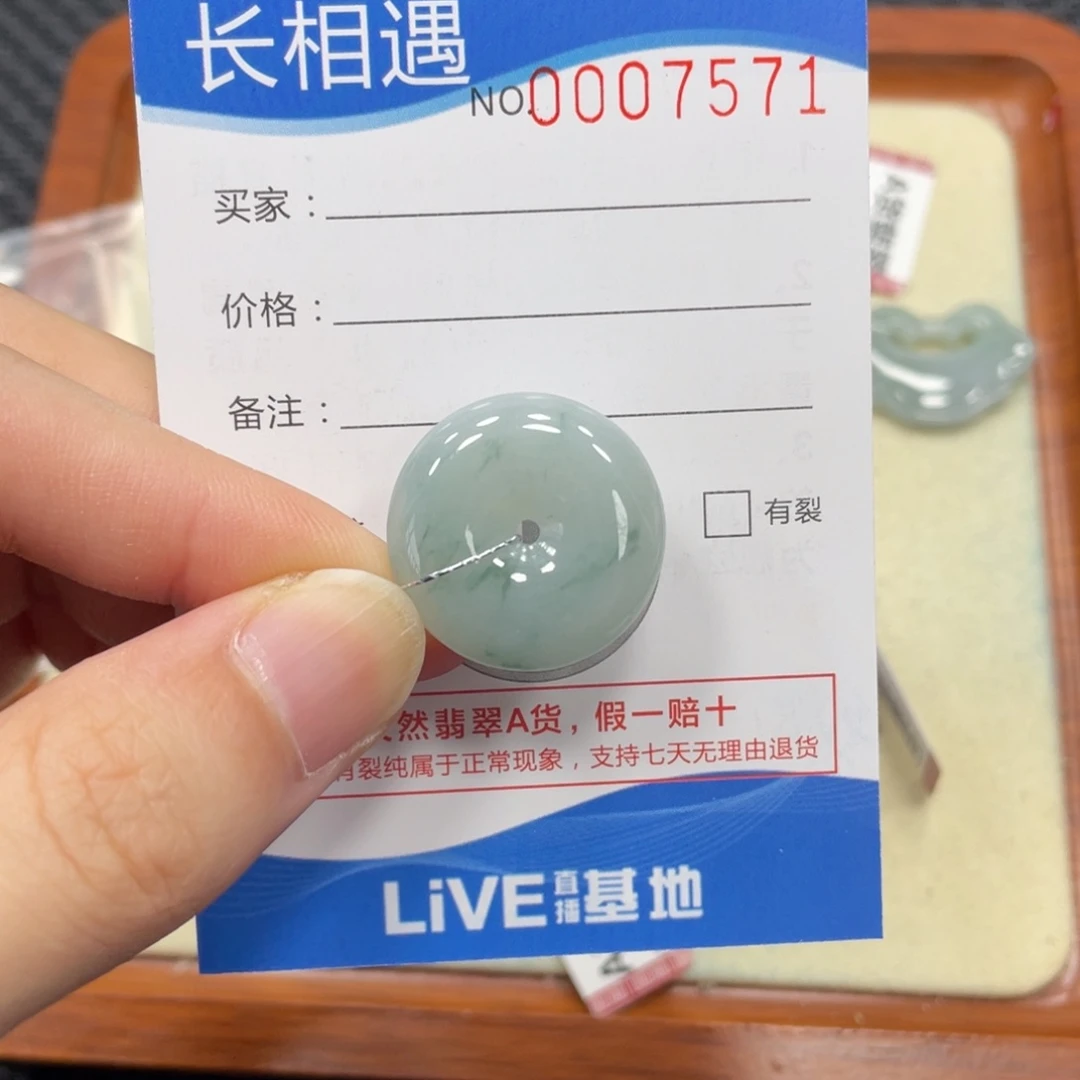 长相遇
NO.0007571
买家：
价格：
备注：
有裂
然翡翠A货，假一赔十
有裂纯属于正常现象，支持七天无理由退货
LiVE直播基地